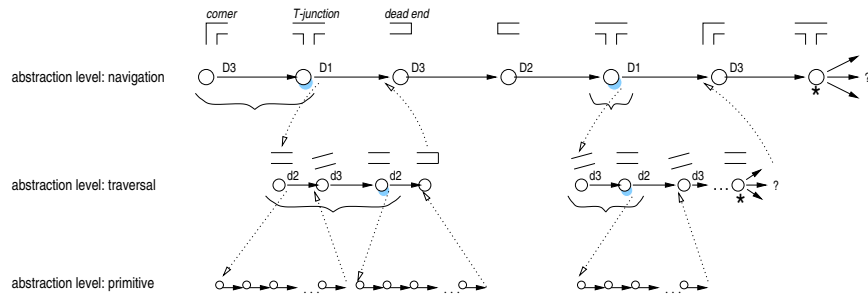 corner T-junction dead end
D3 D1 D3 D2 D1 D3
abstraction level: navigation * ?
abstraction level: traversal d2 d3 d2 d3 d2 d3 ... * ?
abstraction level: primitive ... ... ...